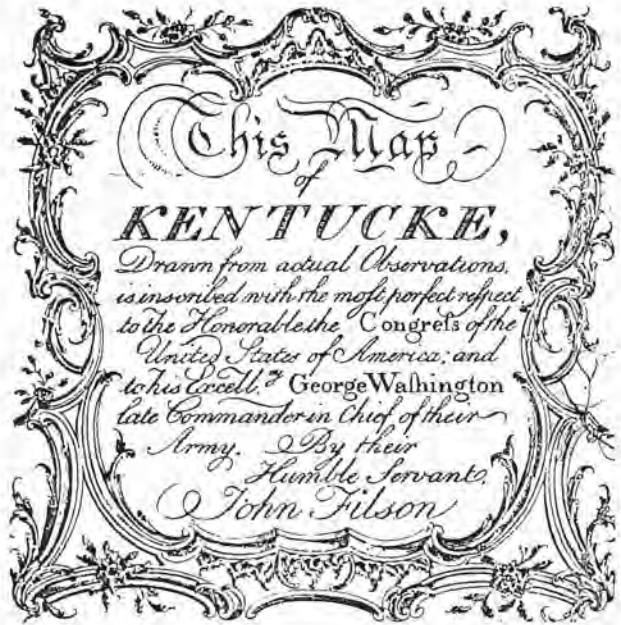 This Map
of
KENTUCKE,
Drawn from actual Observations,
is inscribed with the moſt perfect reſpect,
to the Honorable the Congreſs of the
United States of America; and
to his Excell.cy George Waſhington
late Commander in Chief of their
Army. By their
Humble Servant,
John Filson